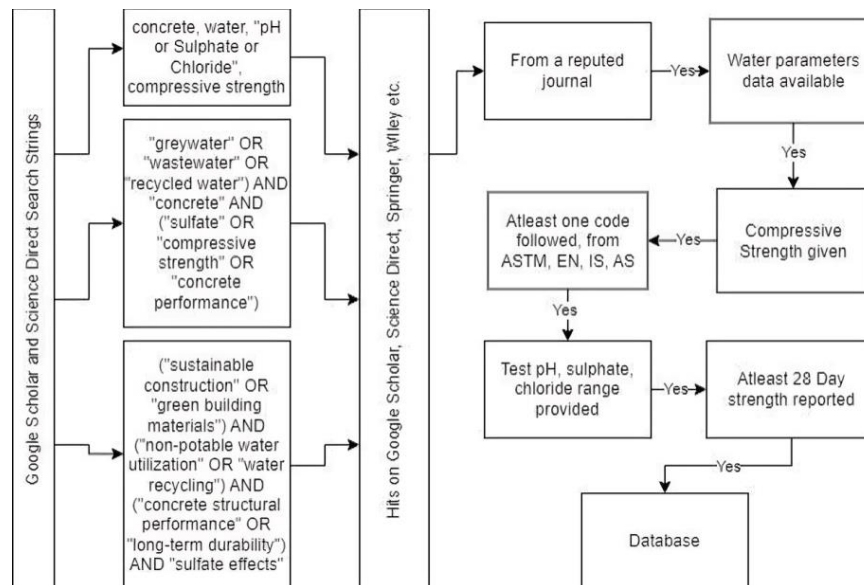 Google Scholar and Science Direct Search Strings
concrete, water, "pH
or Sulphate or
Chloride",
compressive strength
"greywater" OR
"wastewater" OR
"recycled water") AND
"concrete" AND
("sulfate" OR
"compressive
strength" OR
"concrete
performance")
("sustainable
construction" OR
"green building
materials") AND
("non-potable water
utilization" OR "water
recycling") AND
("concrete structural
performance" OR
"long-term durability")
AND "sulfate effects"
Hits on Google Scholar, Science Direct, Springer, WIley etc.
From a reputed
journal
Yes
Water parameters
data available
Yes
Compressive
Strength given
Yes
Atleast one code
followed, from
ASTM, EN, IS, AS
Yes
Test pH, sulphate,
chloride range
provided
Yes
Atleast 28 Day
strength reported
Yes
Database